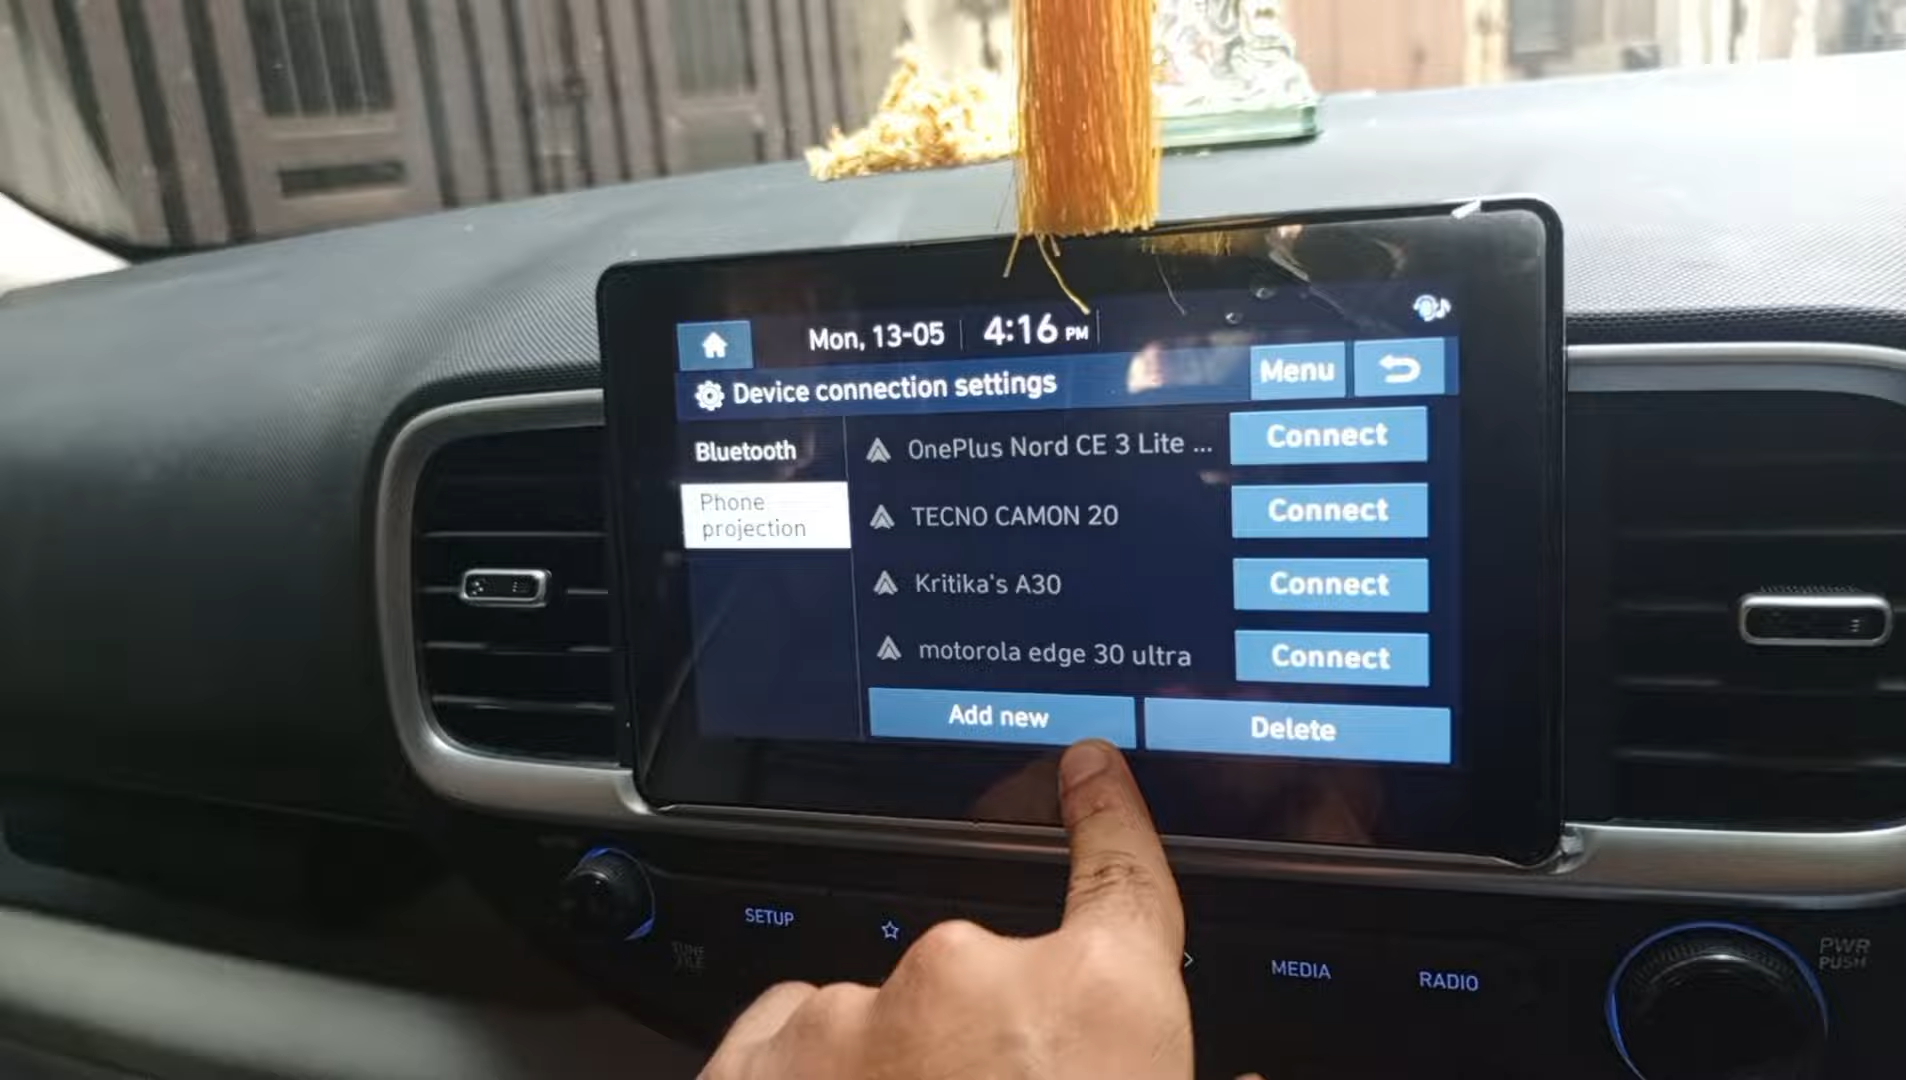 Mon, 13-05 4:16 PM
Device connection settings Menu
Bluetooth
Phone
projection
OnePlus Nord CE 3 Lite ... Connect
TECNO CAMON 20 Connect
Kritika's A30 Connect
motorola edge 30 ultra Connect
Add new Delete
SETUP MEDIA RADIO
TUNE
FILE
PWR
PUSH